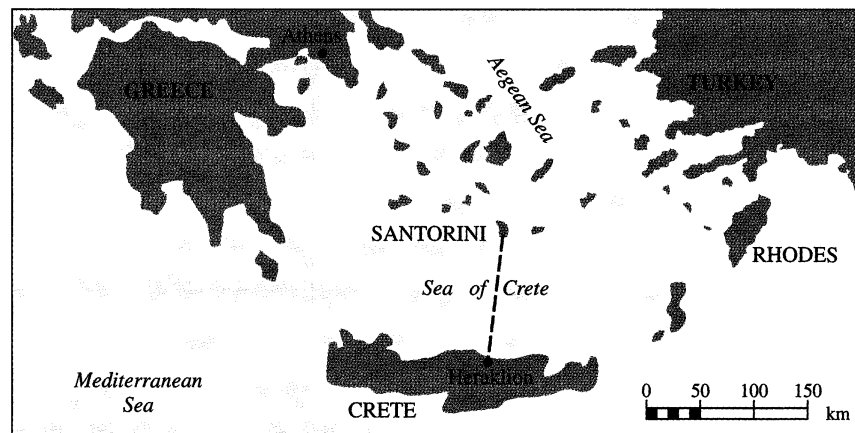 Athens
GREECE
Aegean Sea
TURKEY
SANTORINI
RHODES
Sea of Crete
Heraklion
Mediterranean
Sea
CRETE
0 50 100 150
km